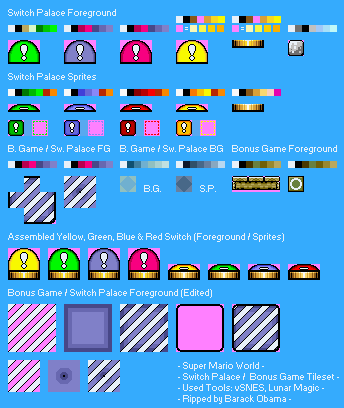 Switch Palace Foreground
Switch Palace Sprites
B. Game / Sw. Palace FG
B. Game / Sw. Palace BG
Bonus Game Foreground
B.G.
S.P.
Assembled Yellow, Green, Blue & Red Switch (Foreground / Sprites)
Bonus Game / Switch Palace Foreground (Edited)
- Super Mario World -
- Switch Palace / Bonus Game Tileset -
- Used Tools: vSNES, Lunar Magic -
- Ripped by Barack Obama -